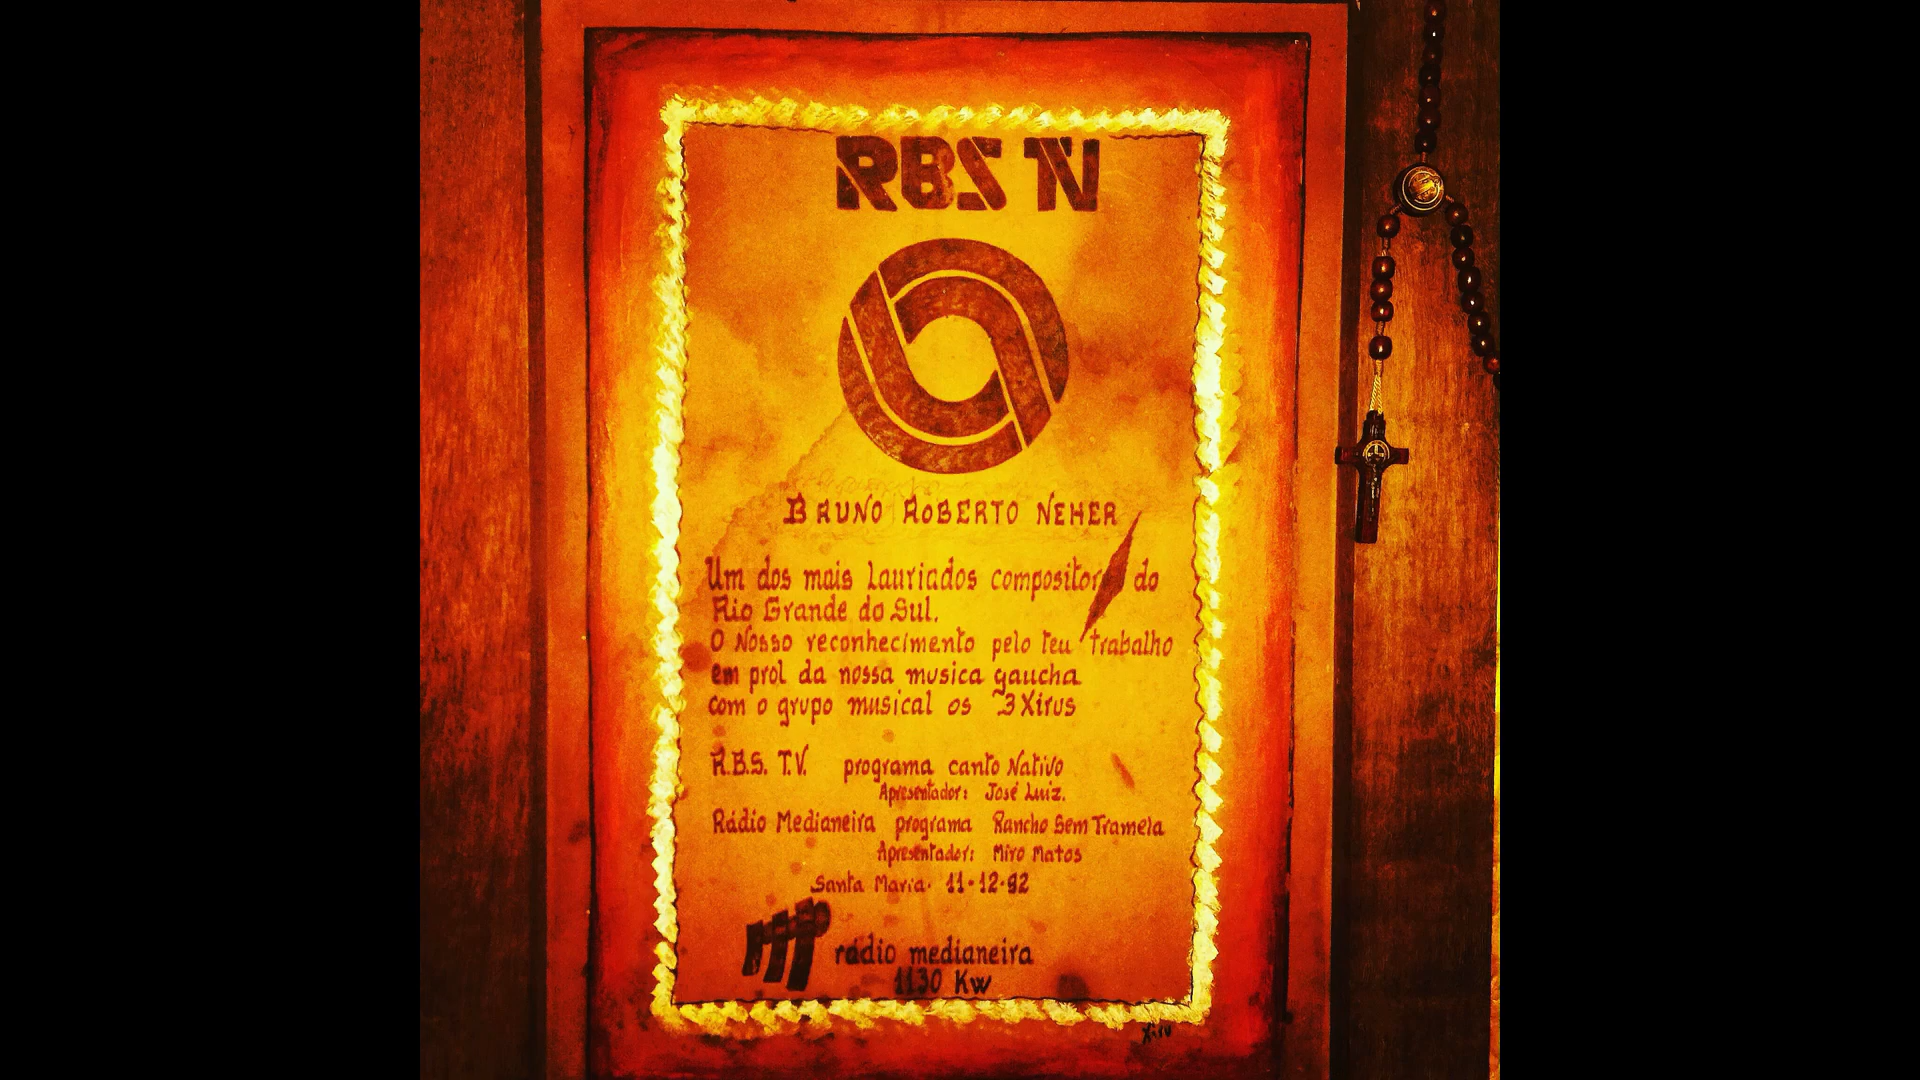 RBS TV
BRUNO ROBERTO NEHER
Um dos mais Lauriados compositor do
Rio Grande do Sul.
O Nosso reconhecimento pelo teu trabalho
em prol da nossa musica gaucha
com o grupo musical os 3 Xirus
R.B.S. T.V. programa canto Nativo
Apresentador: José Luiz.
Rádio Medianeira programa Rancho Sem Tramela
Apresentador: Miro Matos
Santa Maria. 11-12-92
rádio medianeira
1130 Kw
Xiru